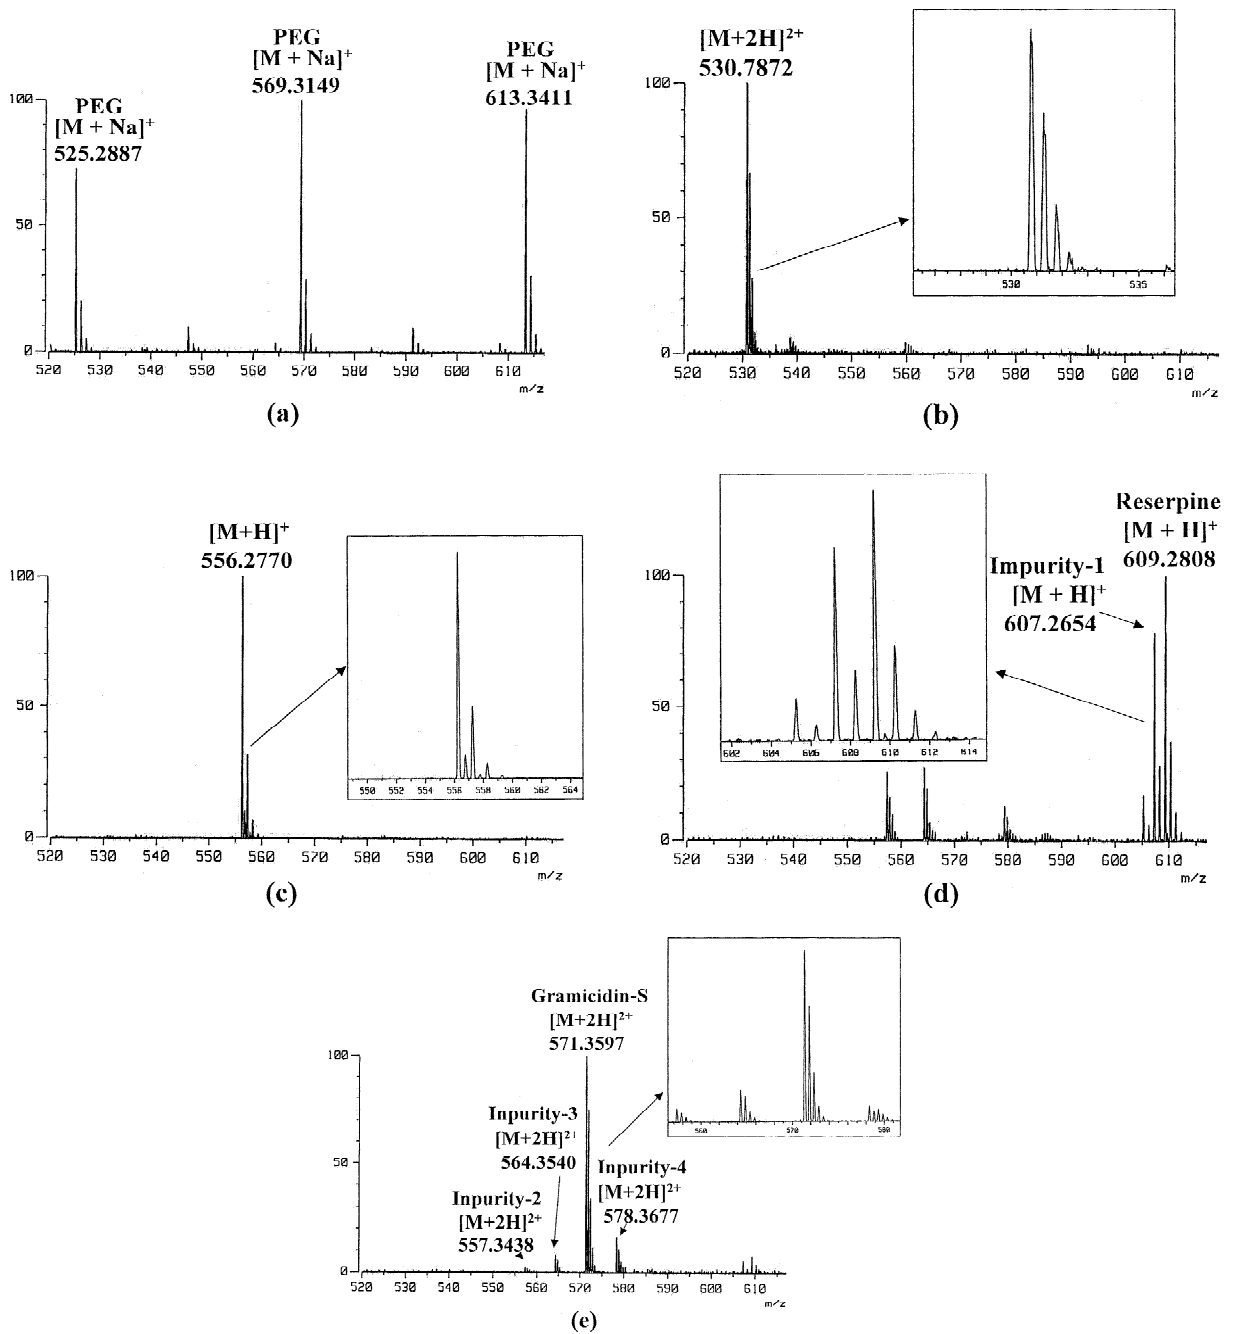 PEG
[M + Na]+
525.2887
PEG
[M + Na]+
569.3149
PEG
[M + Na]+
613.3411
100
50
0
520 530 540 550 560 570 580 590 600 610
m/z
(a)
[M+2H]2+
530.7872
100
50
0
530 535
520 530 540 550 560 570 580 590 600 610
m/z
(b)
[M+H]+
556.2770
100
50
0
550 552 554 556 558 560 562 564
520 530 540 550 560 570 580 590 600 610
m/z
(c)
Reserpine
[M + H]+
609.2808
Impurity-1
[M + H]+
607.2654
100
50
0
602 604 606 608 610 612 614
520 530 540 550 560 570 580 590 600 610
m/z
(d)
Gramicidin-S
[M+2H]2+
571.3597
Inpurity-3
[M+2H]2+
564.3540
Inpurity-4
[M+2H]2+
578.3677
Inpurity-2
[M+2H]2+
557.3438
100
50
0
560 570 580
520 530 540 550 560 570 580 590 600 610
m/z
(e)